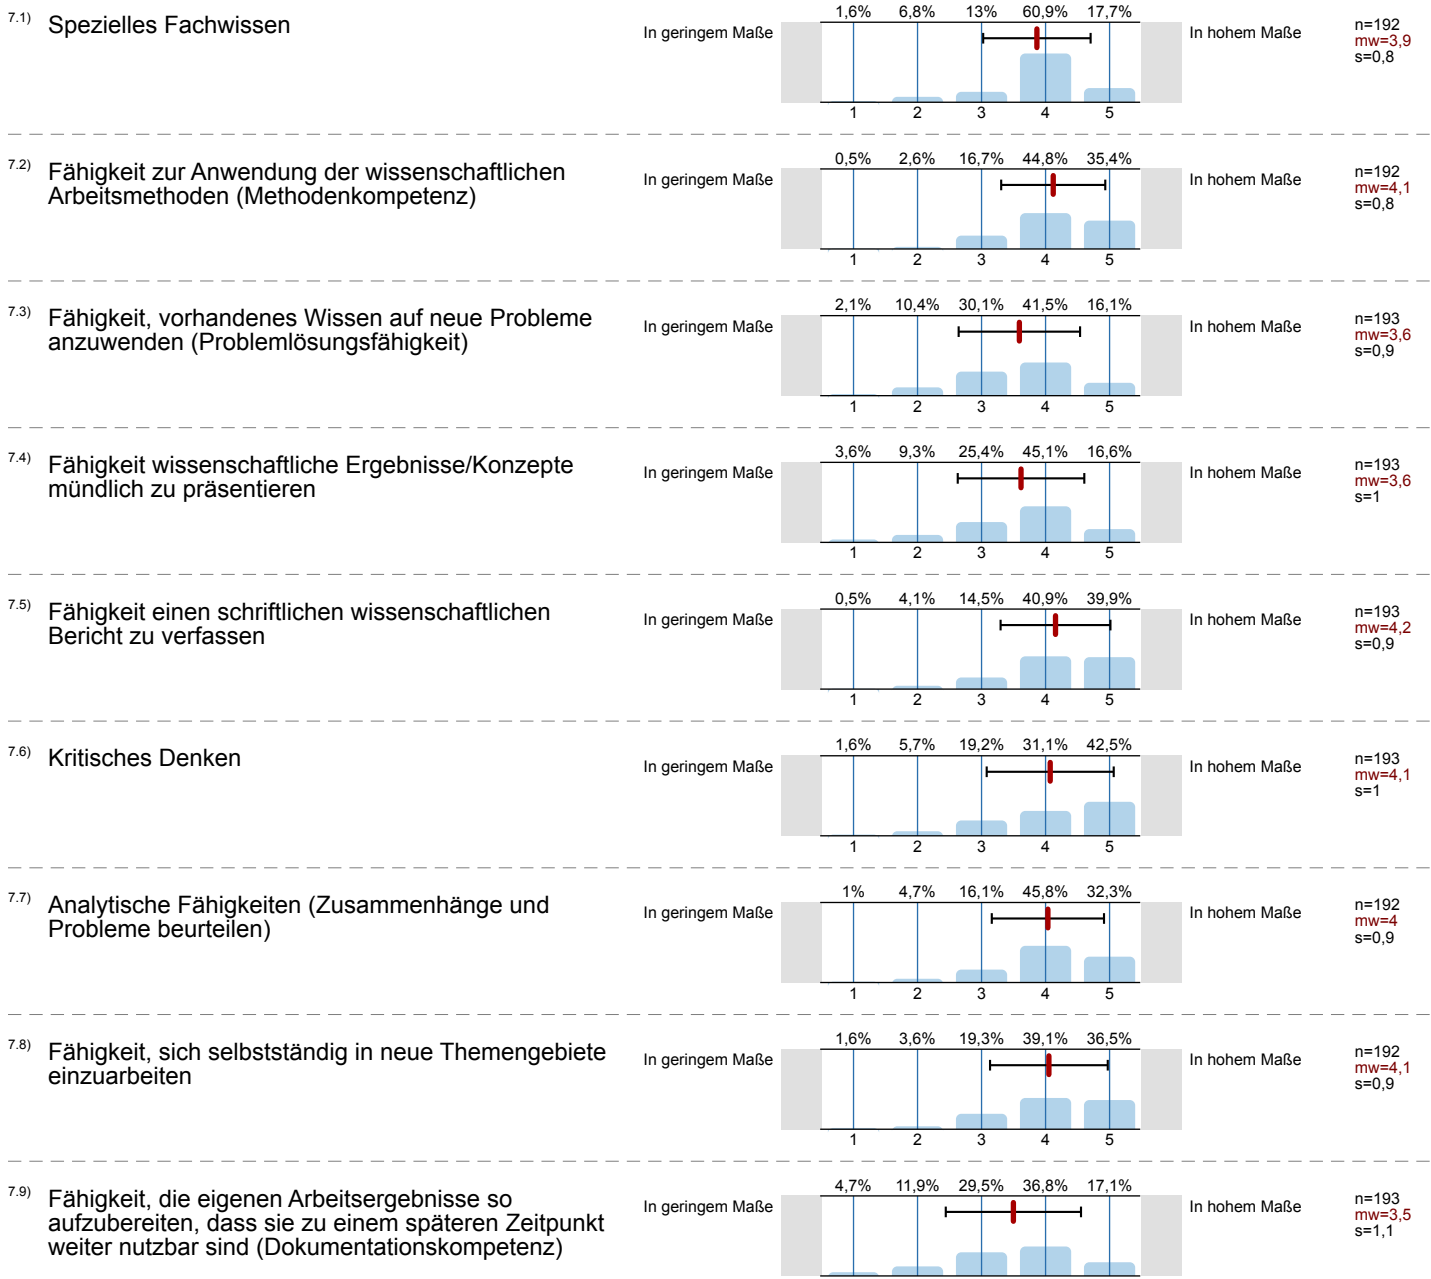 7.1) Spezielles Fachwissen
In geringem Maße
1,6% 6,8% 13% 60,9% 17,7%
1 2 3 4 5
In hohem Maße
n=192
mw=3,9
s=0,8
7.2) Fähigkeit zur Anwendung der wissenschaftlichen
Arbeitsmethoden (Methodenkompetenz)
In geringem Maße
0,5% 2,6% 16,7% 44,8% 35,4%
1 2 3 4 5
In hohem Maße
n=192
mw=4,1
s=0,8
7.3) Fähigkeit, vorhandenes Wissen auf neue Probleme
anzuwenden (Problemlösungsfähigkeit)
In geringem Maße
2,1% 10,4% 30,1% 41,5% 16,1%
1 2 3 4 5
In hohem Maße
n=193
mw=3,6
s=0,9
7.4) Fähigkeit wissenschaftliche Ergebnisse/Konzepte
mündlich zu präsentieren
In geringem Maße
3,6% 9,3% 25,4% 45,1% 16,6%
1 2 3 4 5
In hohem Maße
n=193
mw=3,6
s=1
7.5) Fähigkeit einen schriftlichen wissenschaftlichen
Bericht zu verfassen
In geringem Maße
0,5% 4,1% 14,5% 40,9% 39,9%
1 2 3 4 5
In hohem Maße
n=193
mw=4,2
s=0,9
7.6) Kritisches Denken
In geringem Maße
1,6% 5,7% 19,2% 31,1% 42,5%
1 2 3 4 5
In hohem Maße
n=193
mw=4,1
s=1
7.7) Analytische Fähigkeiten (Zusammenhänge und
Probleme beurteilen)
In geringem Maße
1% 4,7% 16,1% 45,8% 32,3%
1 2 3 4 5
In hohem Maße
n=192
mw=4
s=0,9
7.8) Fähigkeit, sich selbstständig in neue Themengebiete
einzuarbeiten
In geringem Maße
1,6% 3,6% 19,3% 39,1% 36,5%
1 2 3 4 5
In hohem Maße
n=192
mw=4,1
s=0,9
7.9) Fähigkeit, die eigenen Arbeitsergebnisse so
aufzubereiten, dass sie zu einem späteren Zeitpunkt
weiter nutzbar sind (Dokumentationskompetenz)
In geringem Maße
4,7% 11,9% 29,5% 36,8% 17,1%
In hohem Maße
n=193
mw=3,5
s=1,1